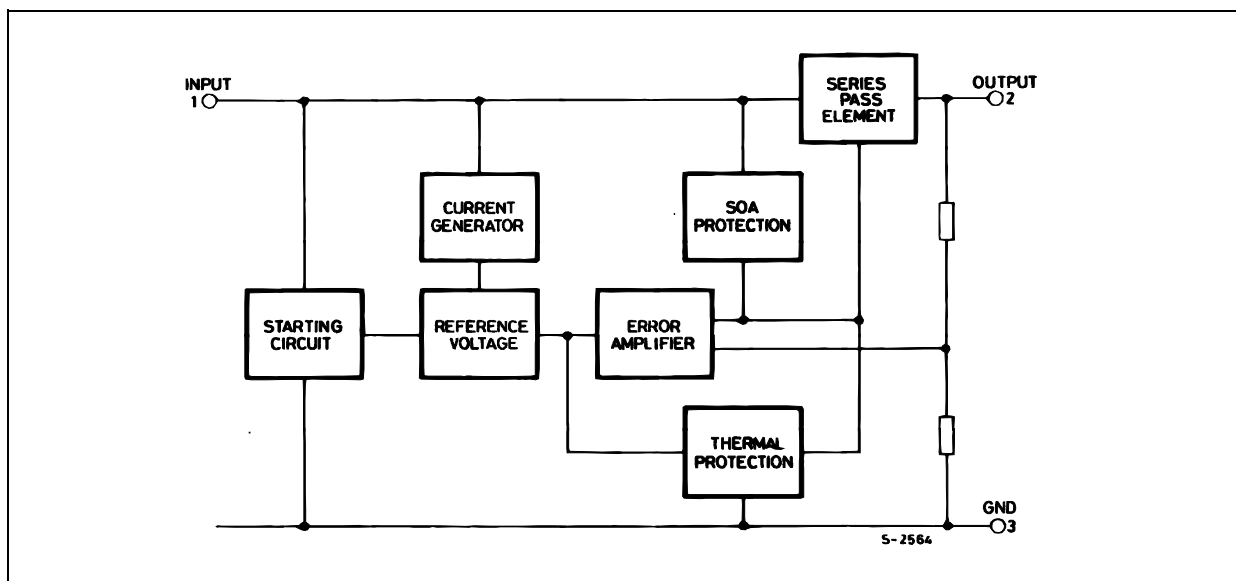 INPUT
1
SERIES
PASS
ELEMENT
OUTPUT
2
CURRENT
GENERATOR
SOA
PROTECTION
STARTING
CIRCUIT
REFERENCE
VOLTAGE
ERROR
AMPLIFIER
THERMAL
PROTECTION
GND
3
S-2564